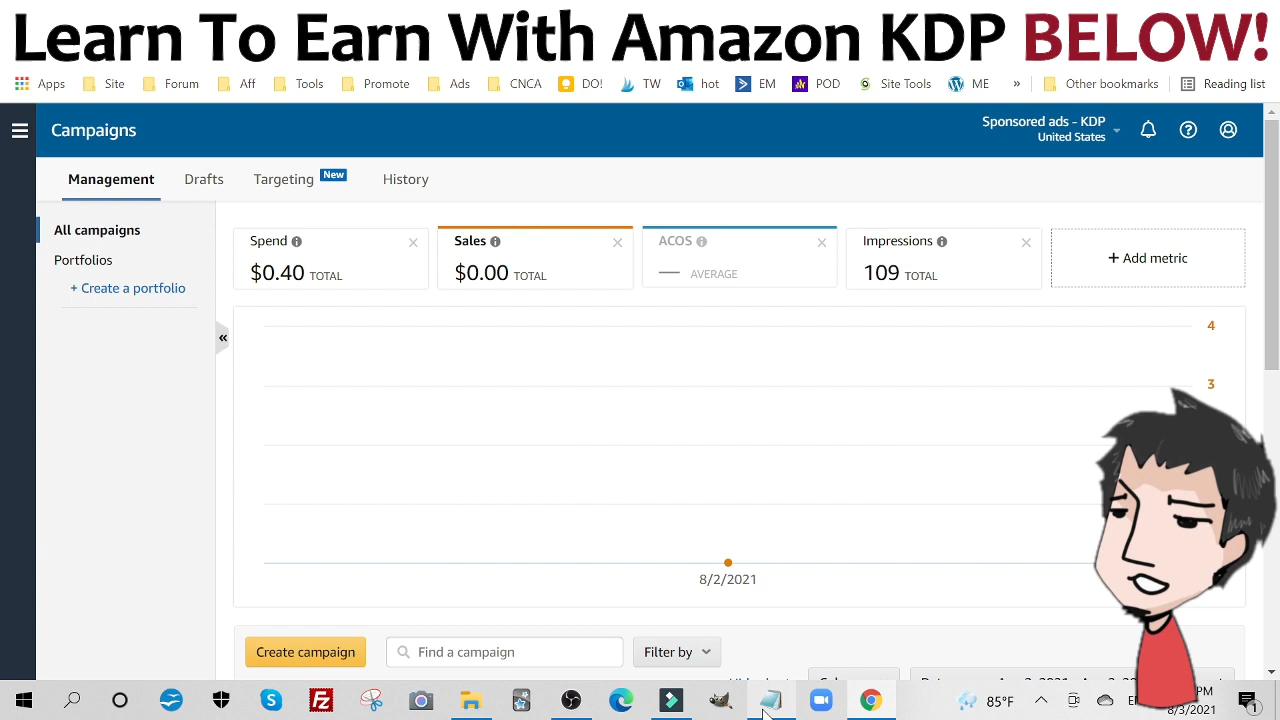 Learn To Earn With Amazon KDP BELOW!
Apps Site Forum Aff Tools Promote Ads CNCA DO! TW hot EM POD Site Tools ME » Other bookmarks Reading list
Campaigns
Sponsored ads - KDP
United States
Management Drafts Targeting New History
All campaigns
Portfolios
+ Create a portfolio
«
Spend
$0.40 TOTAL
Sales
$0.00 TOTAL
ACOS
— AVERAGE
Impressions
109 TOTAL
+ Add metric
4
3
8/2/2021
Create campaign
Find a campaign
Filter by
85°F
PM
8/3/2021
1